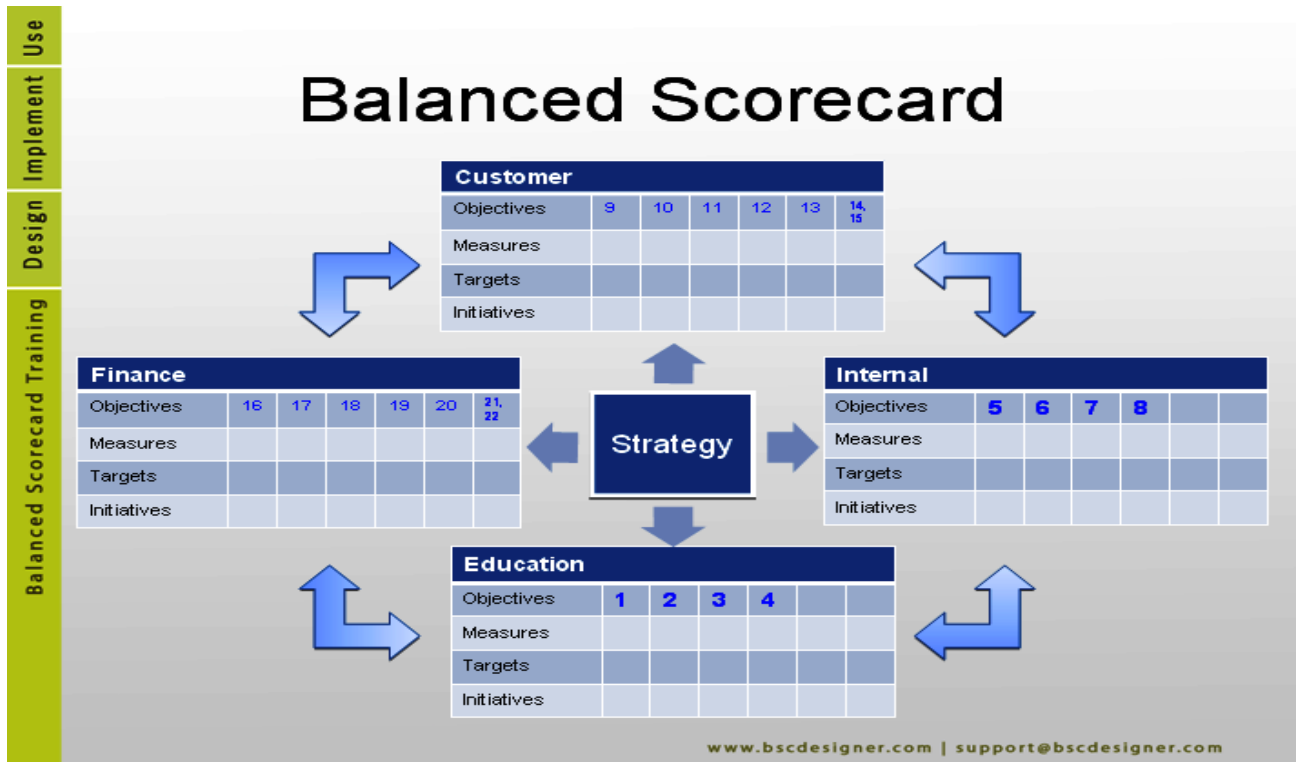 Use
Implement
Design
Balanced Scorecard Training
Balanced Scorecard
Customer
Objectives 9 10 11 12 13 14, 15
Measures
Targets
Initiatives
Finance
Objectives 16 17 18 19 20 21, 22
Measures
Targets
Initiatives
Strategy
Internal
Objectives 5 6 7 8
Measures
Targets
Initiatives
Education
Objectives 1 2 3 4
Measures
Targets
Initiatives
www.bscdesigner.com | support@bscdesigner.com